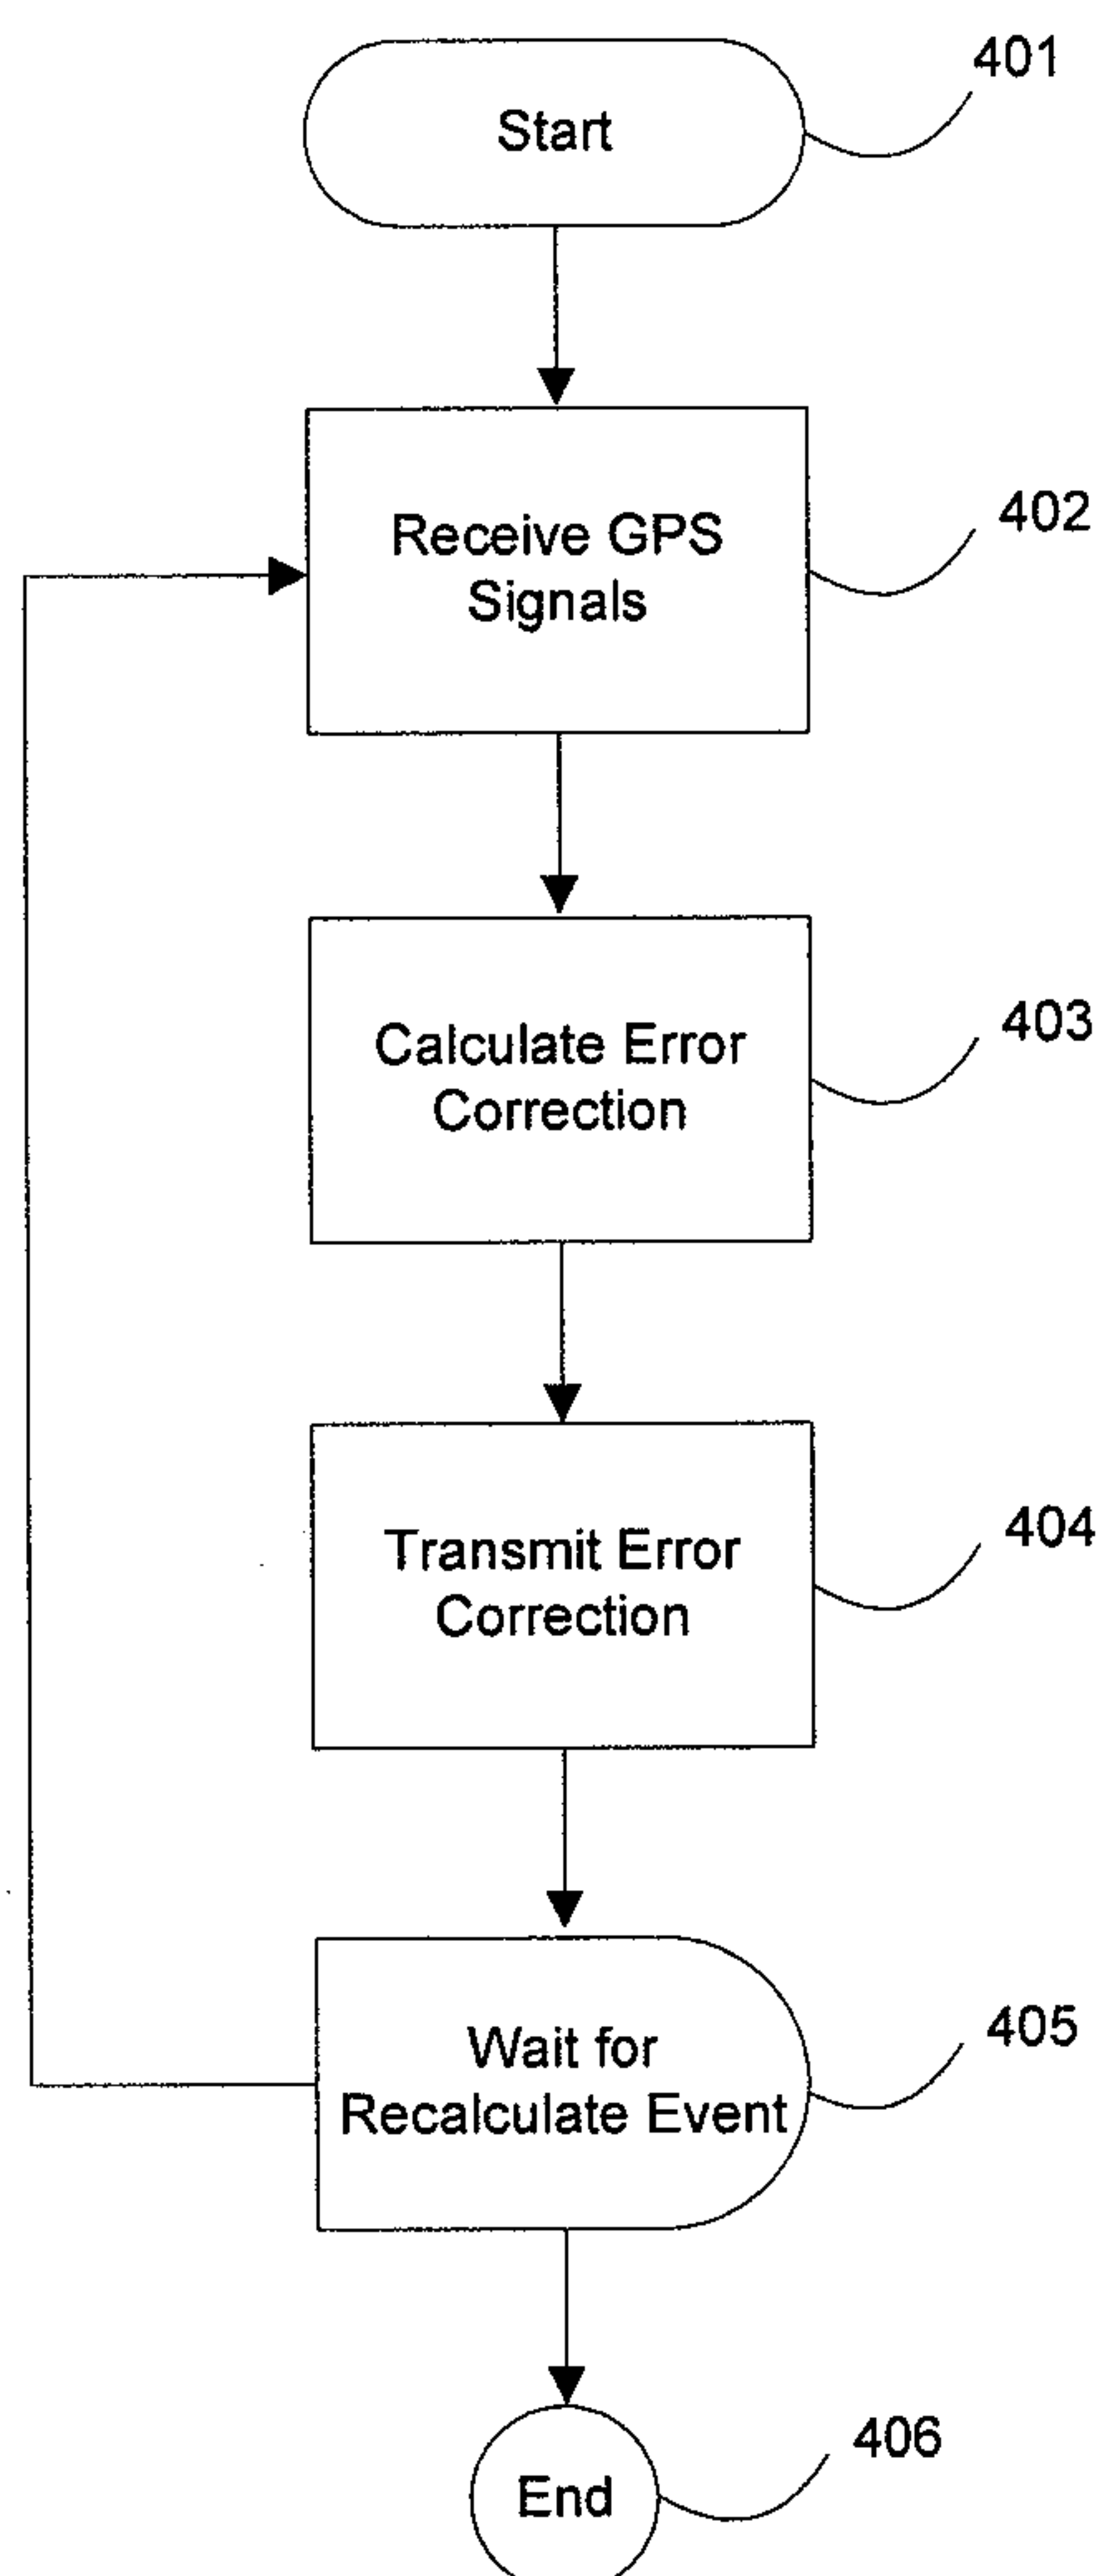 Start
401
Receive GPS
Signals
402
Calculate Error
Correction
403
Transmit Error
Correction
404
Wait for
Recalculate Event
405
End
406